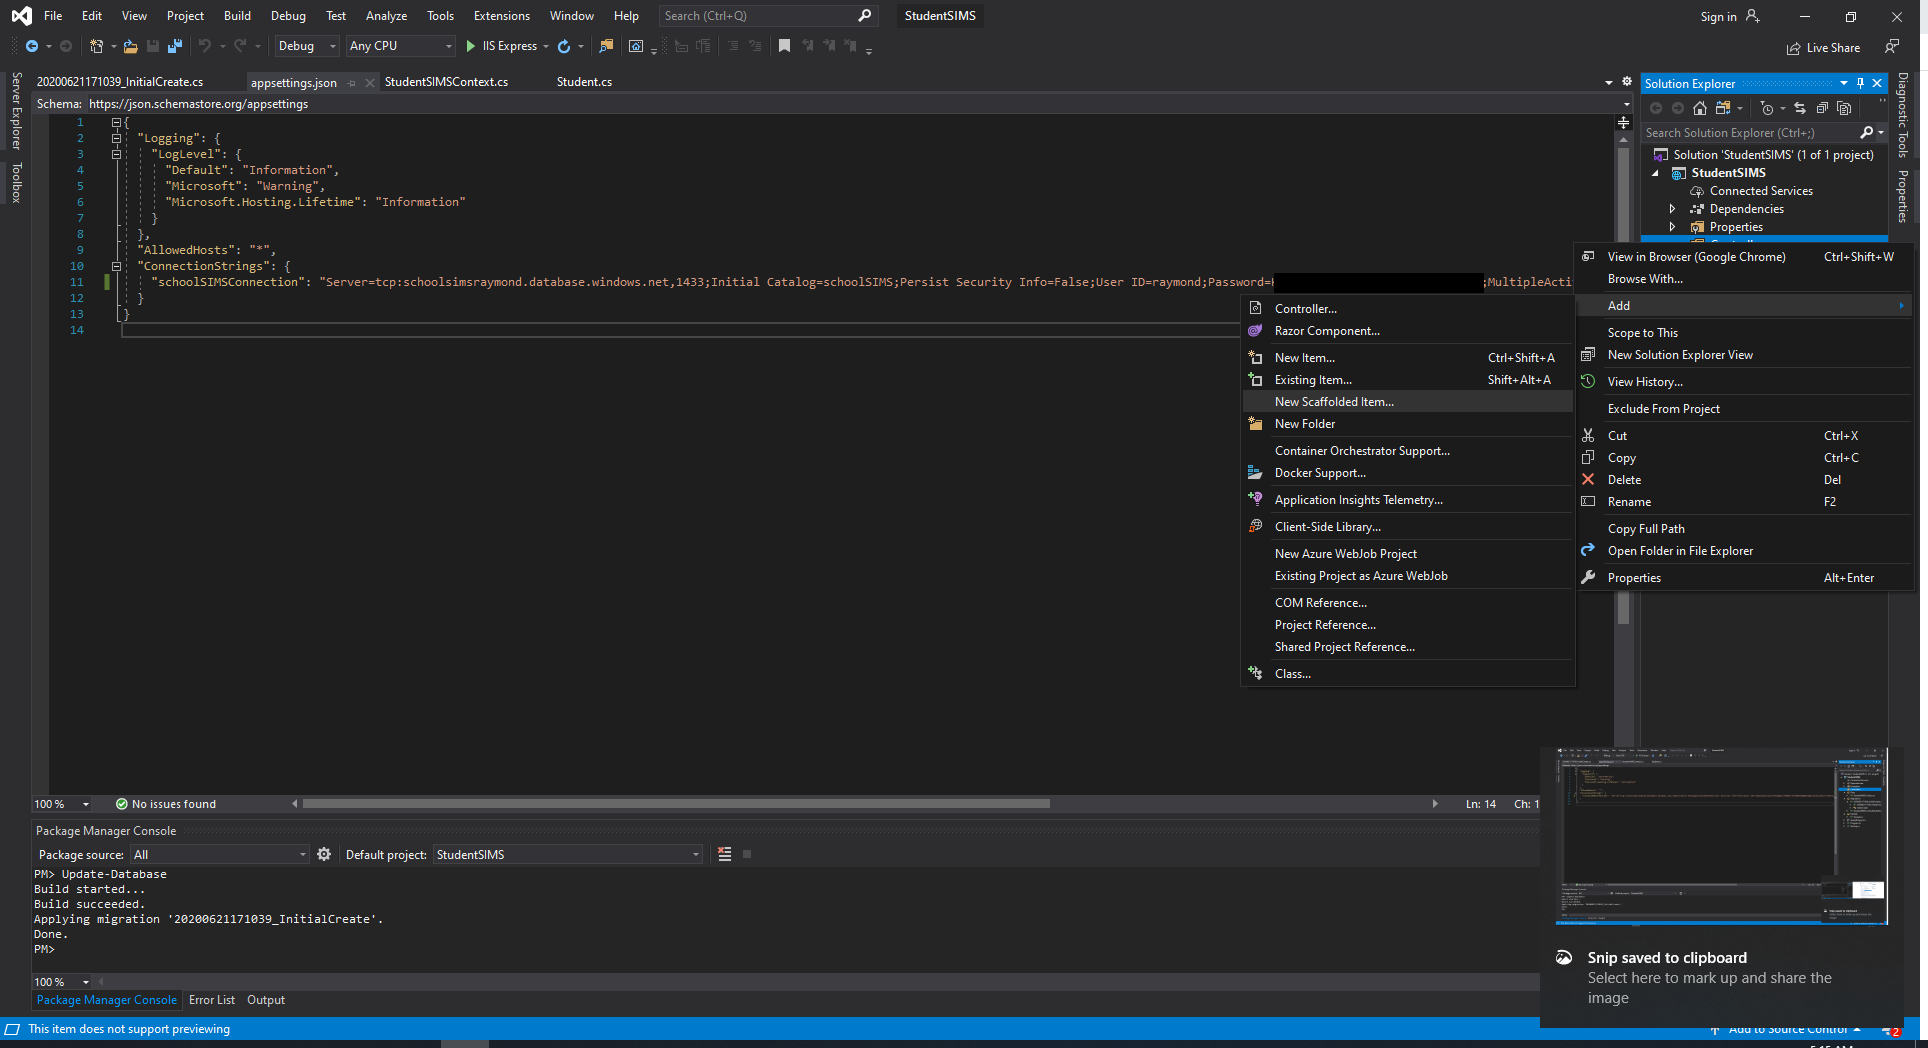 File Edit View Project Build Debug Test Analyze Tools Extensions Window Help Search (Ctrl+Q) StudentSIMS Sign in
Debug Any CPU IIS Express Live Share
20200621171039_InitialCreate.cs appsettings.json StudentSIMSContext.cs Student.cs
Schema: https://json.schemastore.org/appsettings
Server Explorer
Toolbox
1 {
2 "Logging": {
3 "LogLevel": {
4 "Default": "Information",
5 "Microsoft": "Warning",
6 "Microsoft.Hosting.Lifetime": "Information"
7 }
8 },
9 "AllowedHosts": "*",
10 "ConnectionStrings": {
11 "schoolSIMSConnection": "Server=tcp:schoolsimsraymond.database.windows.net,1433;Initial Catalog=schoolSIMS;Persist Security Info=False;User ID=raymond;Password= ;MultipleActi
12 }
13 }
14
Solution Explorer
Search Solution Explorer (Ctrl+;)
Solution 'StudentSIMS' (1 of 1 project)
StudentSIMS
Connected Services
Dependencies
Properties
Diagnostic Tools
Properties
View in Browser (Google Chrome) Ctrl+Shift+W
Browse With...
Add
Scope to This
New Solution Explorer View
View History...
Exclude From Project
Cut Ctrl+X
Copy Ctrl+C
Delete Del
Rename F2
Copy Full Path
Open Folder in File Explorer
Properties Alt+Enter
Controller...
Razor Component...
New Item... Ctrl+Shift+A
Existing Item... Shift+Alt+A
New Scaffolded Item...
New Folder
Container Orchestrator Support...
Docker Support...
Application Insights Telemetry...
Client-Side Library...
New Azure WebJob Project
Existing Project as Azure WebJob
COM Reference...
Project Reference...
Shared Project Reference...
Class...
100 % No issues found Ln: 14 Ch: 1
Package Manager Console
Package source: All Default project: StudentSIMS
PM> Update-Database
Build started...
Build succeeded.
Applying migration '20200621171039_InitialCreate'.
Done.
PM>
100 %
Package Manager Console Error List Output
Snip saved to clipboard
Select here to mark up and share the
image
This item does not support previewing Add to Source Control 2